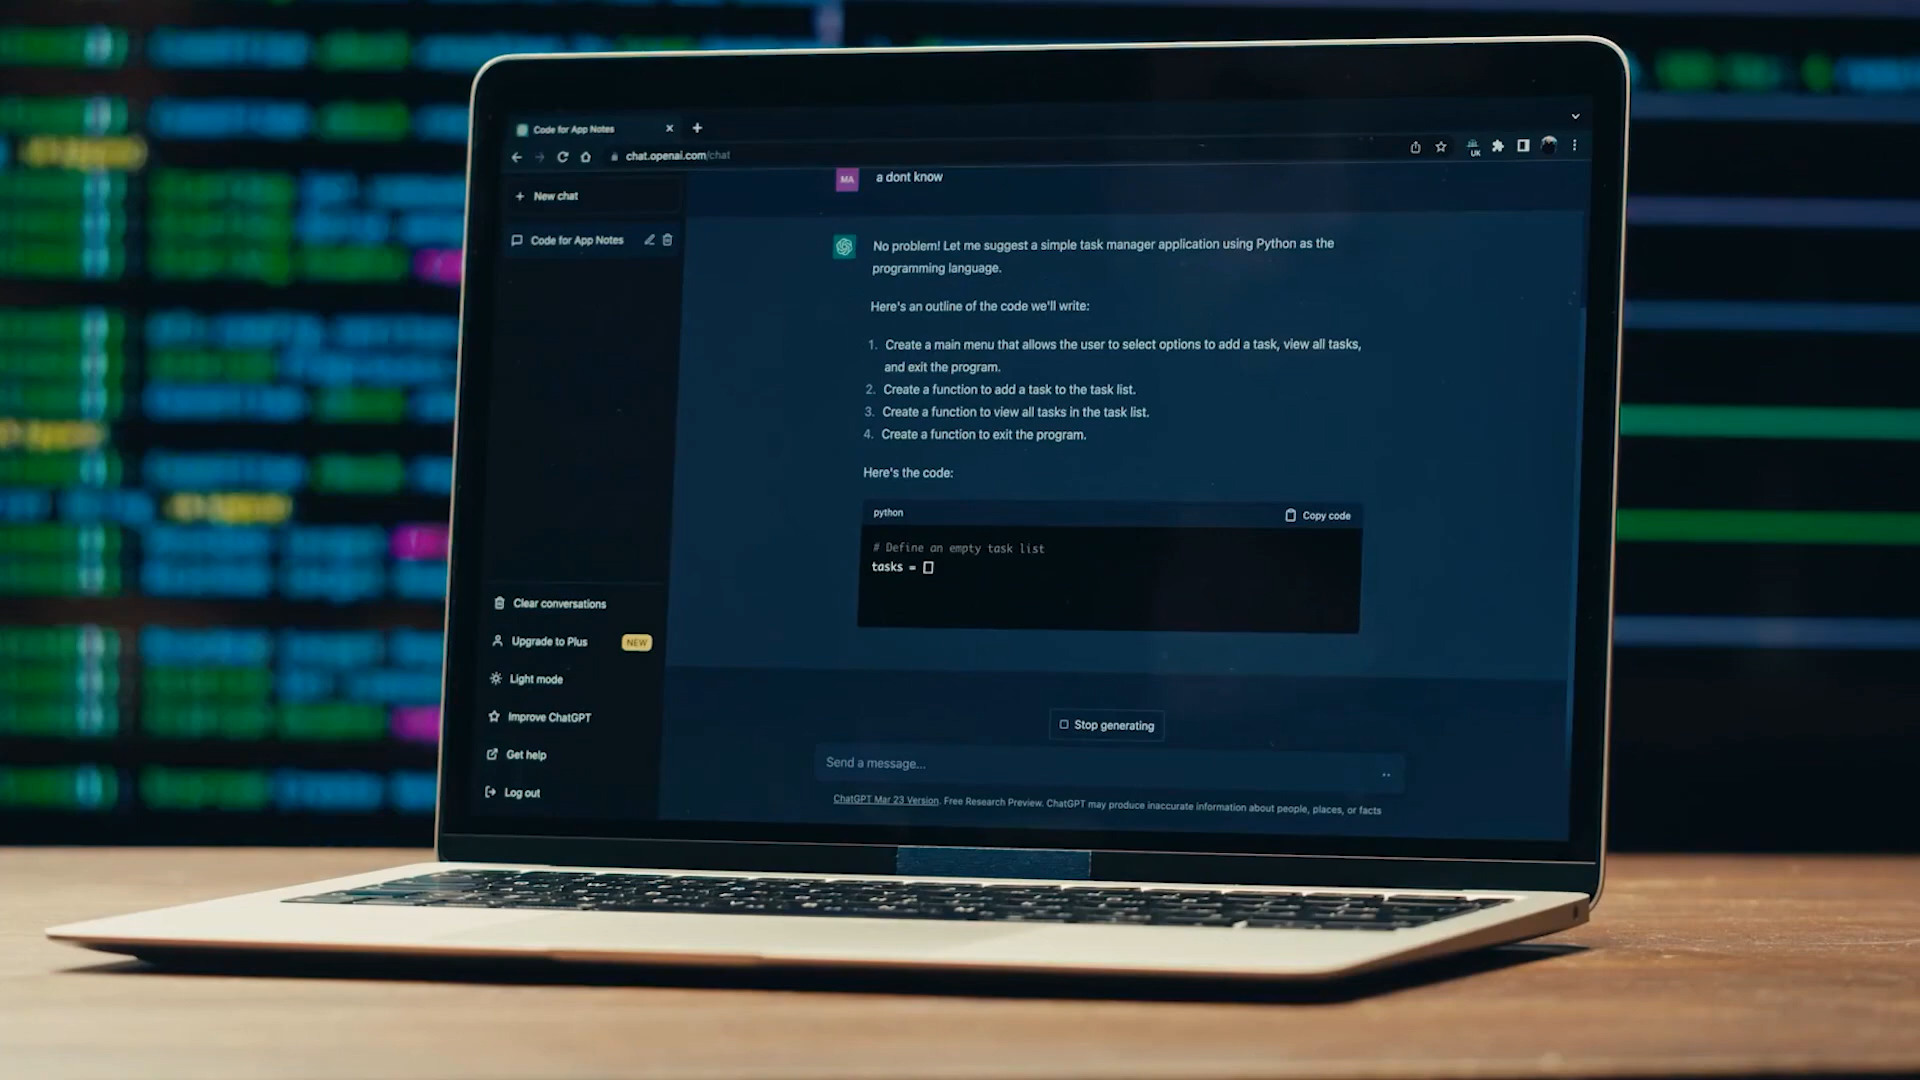 Code for App Notes
chat.openai.com/chat
UK
New chat
Code for App Notes
MA
a dont know
No problem! Let me suggest a simple task manager application using Python as the
programming language.
Here's an outline of the code we'll write:
1. Create a main menu that allows the user to select options to add a task, view all tasks,
and exit the program.
2. Create a function to add a task to the task list.
3. Create a function to view all tasks in the task list.
4. Create a function to exit the program.
Here's the code:
python
Copy code
# Define an empty task list
tasks = []
Clear conversations
Upgrade to Plus
NEW
Light mode
Improve ChatGPT
Get help
Log out
Stop generating
Send a message...
ChatGPT Mar 23 Version. Free Research Preview. ChatGPT may produce inaccurate information about people, places, or facts